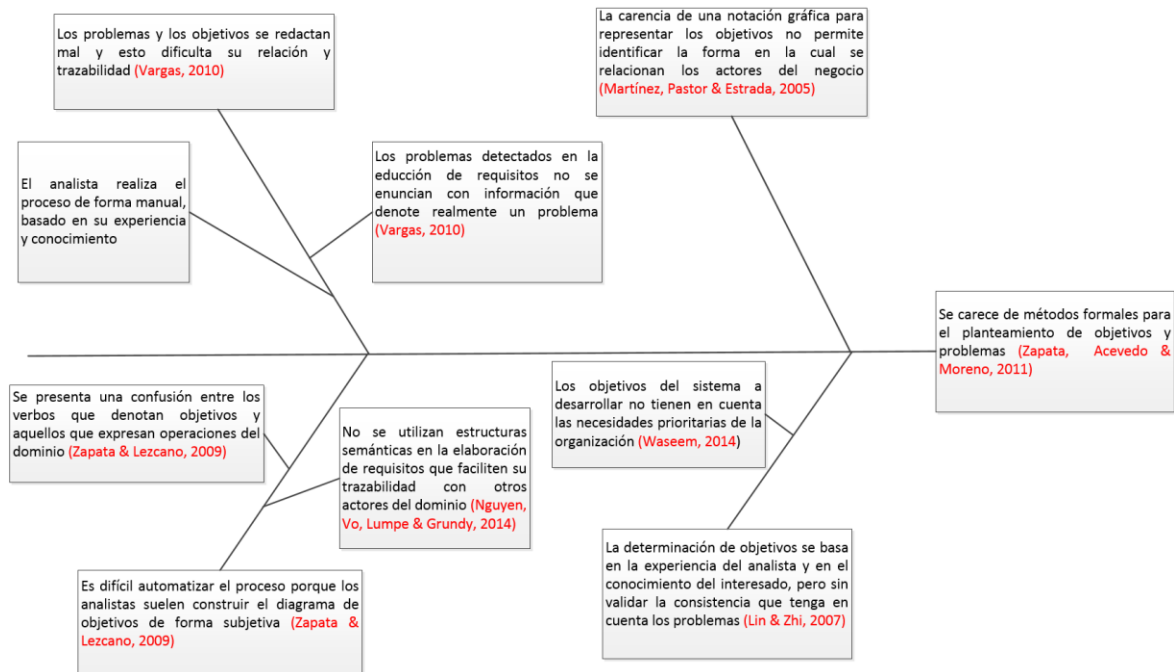 Los problemas y los objetivos se redactan
mal y esto dificulta su relación y
trazabilidad (Vargas, 2010)
La carencia de una notación gráfica para
representar los objetivos no permite
identificar la forma en la cual se
relacionan los actores del negocio
(Martínez, Pastor & Estrada, 2005)
El analista realiza el
proceso de forma manual,
basado en su experiencia
y conocimiento
Los problemas detectados en la
educción de requisitos no se
enuncian con información que
denote realmente un problema
(Vargas, 2010)
Se carece de métodos formales para
el planteamiento de objetivos y
problemas (Zapata, Acevedo &
Moreno, 2011)
Se presenta una confusión entre los
verbos que denotan objetivos y
aquellos que expresan operaciones del
dominio (Zapata & Lezcano, 2009)
No se utilizan estructuras
semánticas en la elaboración
de requisitos que faciliten su
trazabilidad con otros
actores del dominio (Nguyen,
Vo, Lumpe & Grundy, 2014)
Los objetivos del sistema a
desarrollar no tienen en cuenta
las necesidades prioritarias de la
organización (Waseem, 2014)
Es difícil automatizar el proceso porque los
analistas suelen construir el diagrama de
objetivos de forma subjetiva (Zapata &
Lezcano, 2009)
La determinación de objetivos se basa
en la experiencia del analista y en el
conocimiento del interesado, pero sin
validar la consistencia que tenga en
cuenta los problemas (Lin & Zhi, 2007)